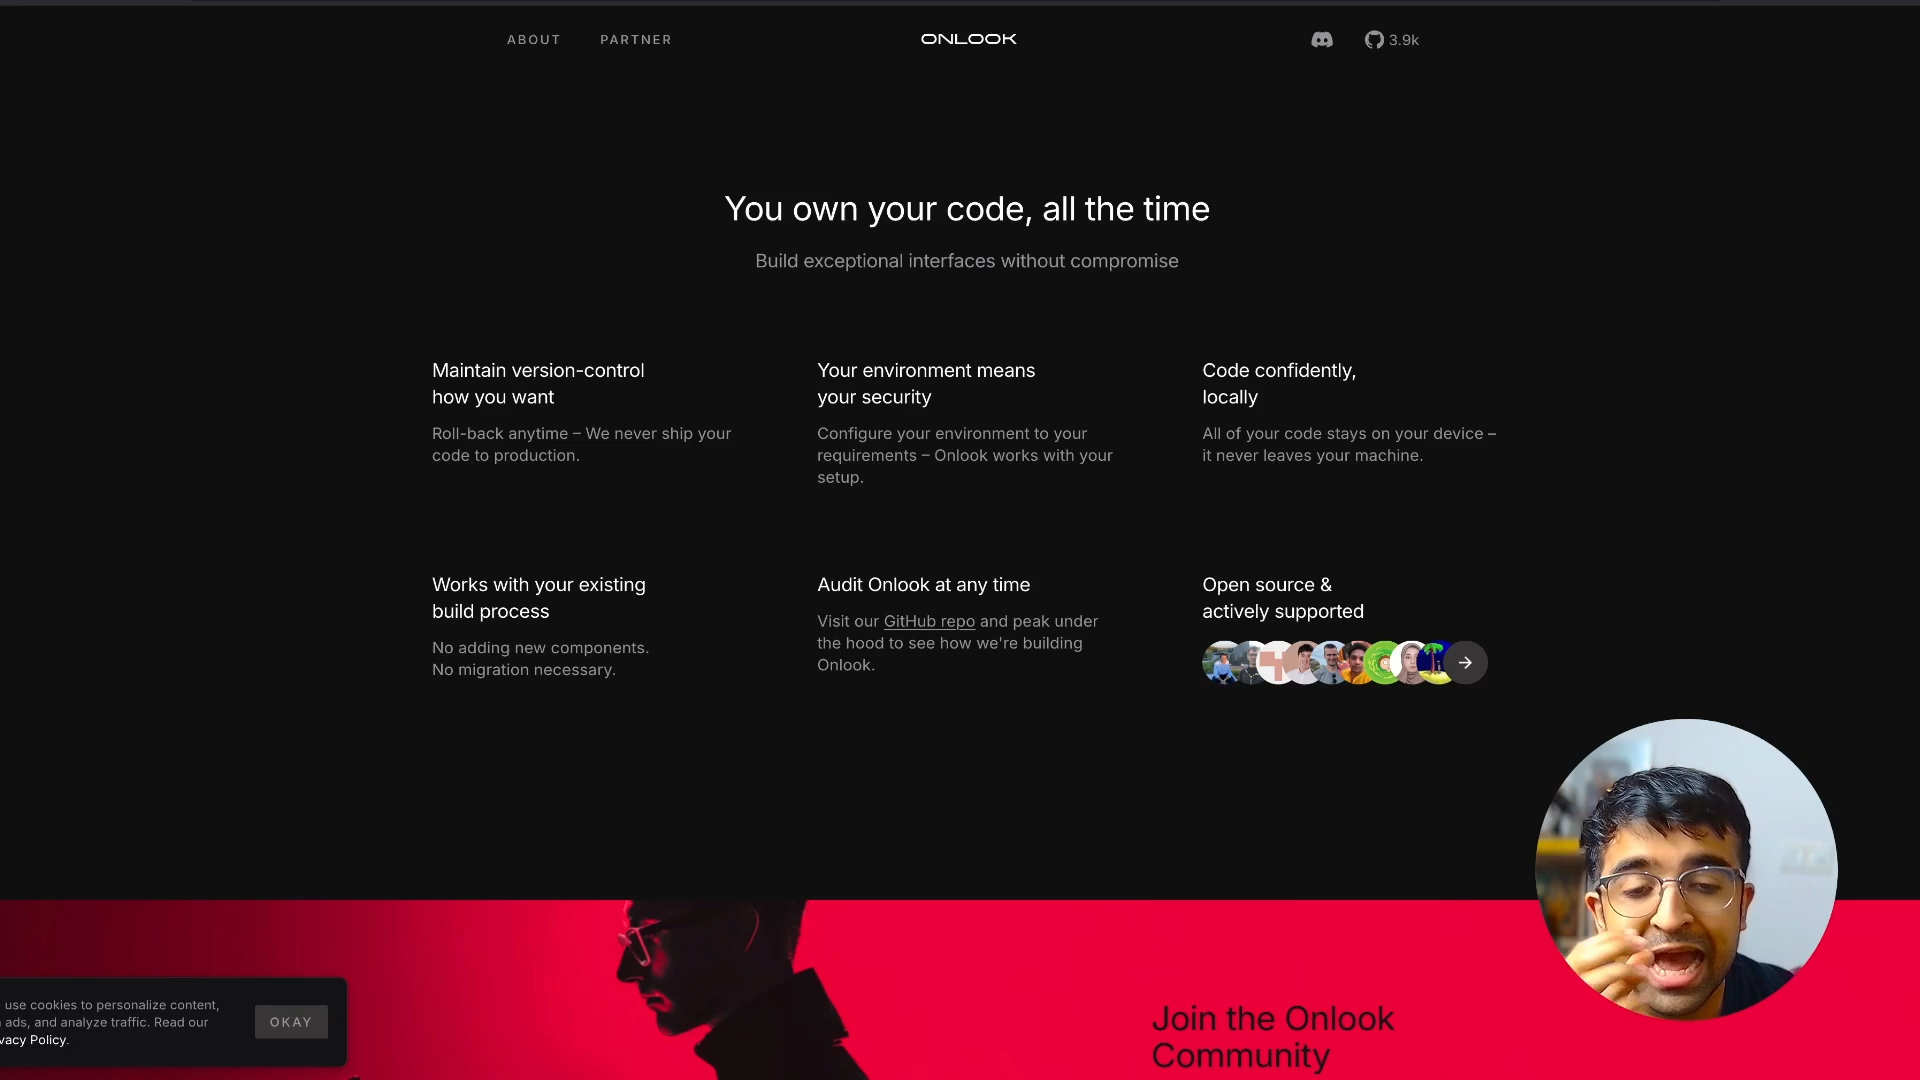 ABOUT
PARTNER
ONLOOK
3.9k
You own your code, all the time
Build exceptional interfaces without compromise
Maintain version-control
how you want
Roll-back anytime – We never ship your
code to production.
Your environment means
your security
Configure your environment to your
requirements – Onlook works with your
setup.
Code confidently,
locally
All of your code stays on your device –
it never leaves your machine.
Works with your existing
build process
No adding new components.
No migration necessary.
Audit Onlook at any time
Visit our GitHub repo and peak under
the hood to see how we're building
Onlook.
Open source &
actively supported
use cookies to personalize content,
ads, and analyze traffic. Read our
vacy Policy.
OKAY
Join the Onlook
Community